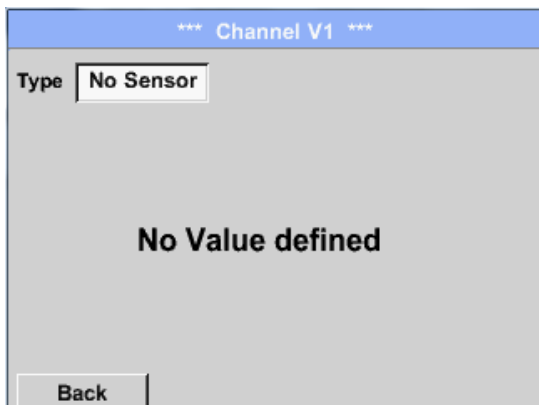 *** Channel V1 ***
Type No Sensor
No Value defined
Back